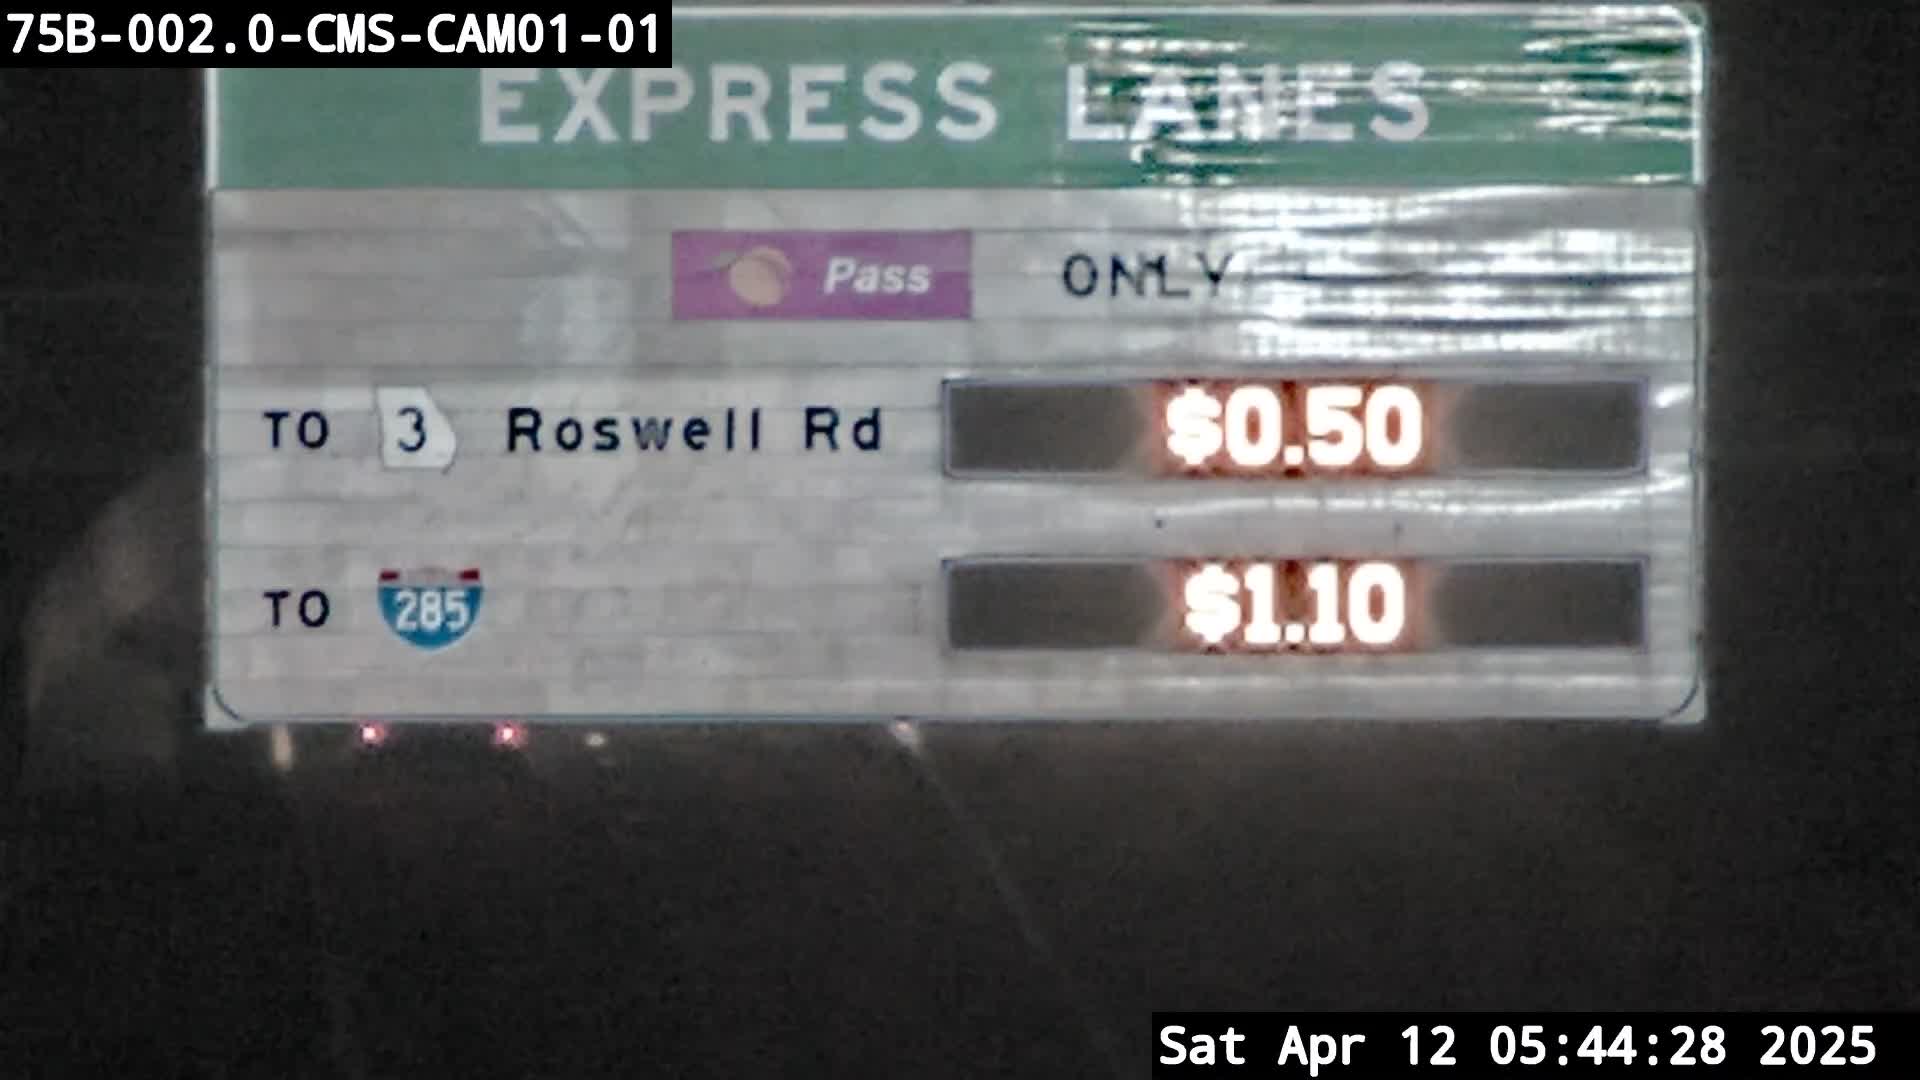 75B-002.0-CMS-CAM01-01
EXPRESS LANES
Pass ONLY
TO 3 Roswell Rd $0.50
TO 285 $1.10
Sat Apr 12 05:44:28 2025